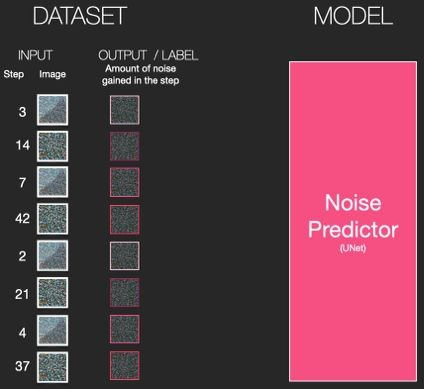 DATASET
MODEL
INPUT
OUTPUT / LABEL
Step
Image
Amount of noise
gained in the step
3
14
7
42
2
21
4
37
Noise
Predictor
(UNet)